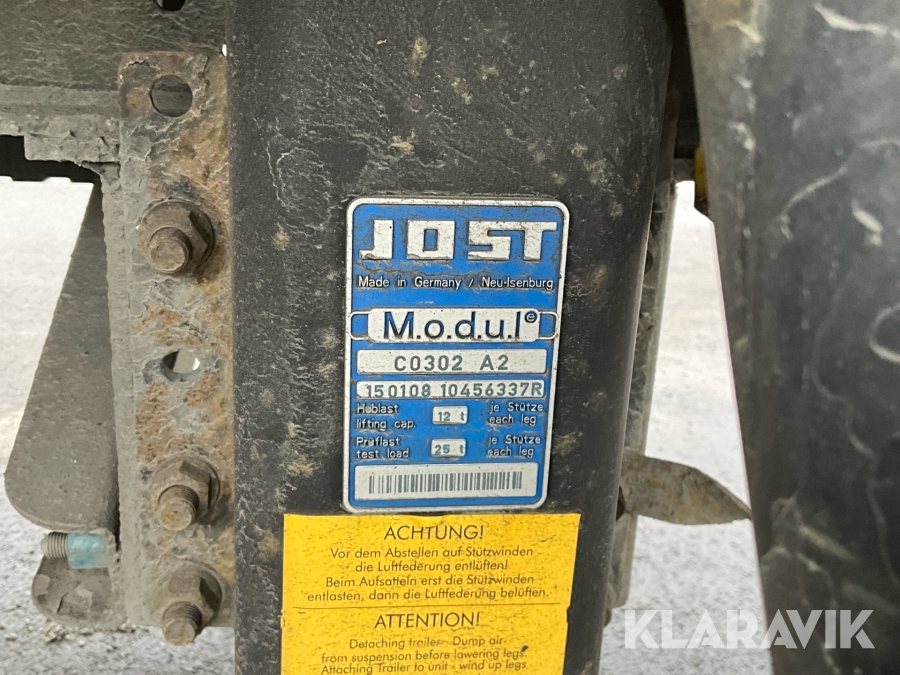 JOST
Made in Germany / Neu-Isenburg
M.o.d.u.l®
C0302 A2
150108 10456337R
Hublast
lifting cap.
12 t
je Stütze
each leg
Prüflast
test load
25 t
je Stütze
each leg
ACHTUNG!
Vor dem Abstellen auf Stützwinden
die Luftfederung entlüften!
Beim Aufsatteln erst die Stützwinden
entlasten, dann die Luftfederung belüften.
ATTENTION!
Detaching trailer. Dump air
from suspension before lowering legs.
Attaching Trailer to unit - wind up legs
KLARAVIK